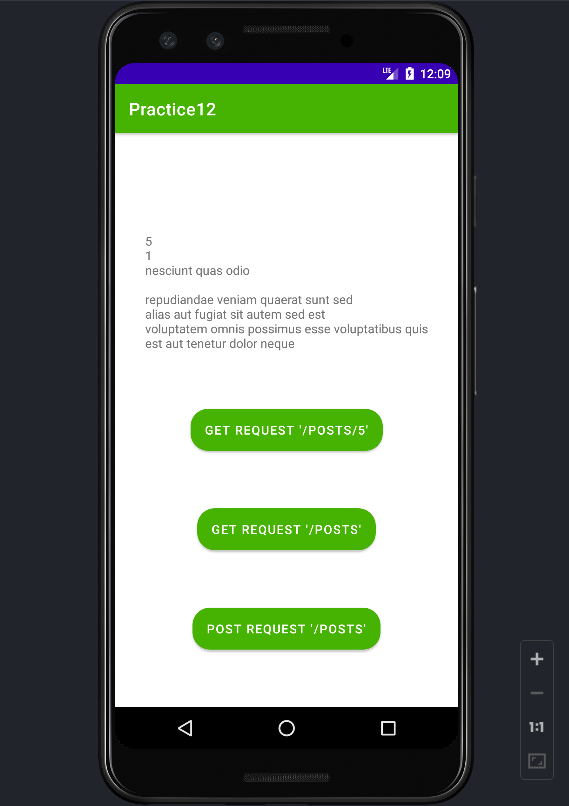 LTE 12:09
Practice12
5
1
nesciunt quas odio
repudiandae veniam quaerat sunt sed
alias aut fugiat sit autem sed est
voluptatem omnis possimus esse voluptatibus quis
est aut tenetur dolor neque
GET REQUEST '/POSTS/5'
GET REQUEST '/POSTS'
POST REQUEST '/POSTS'
1:1